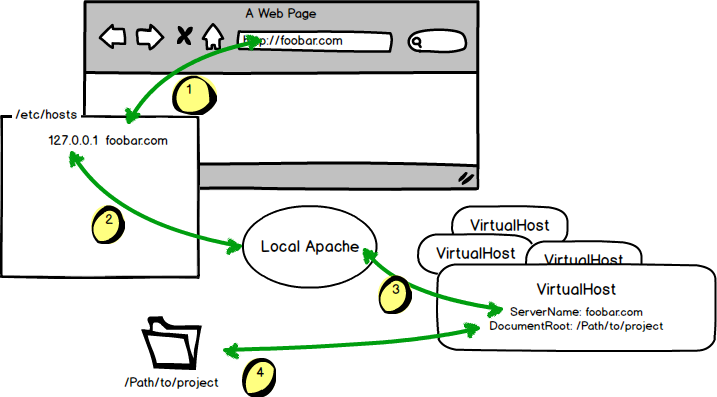 A Web Page
http://foobar.com
1
/etc/hosts
127.0.0.1 foobar.com
2
Local Apache
VirtualHost
VirtualHost
VirtualHost
VirtualHost
ServerName: foobar.com
DocumentRoot: /Path/to/project
3
/Path/to/project
4